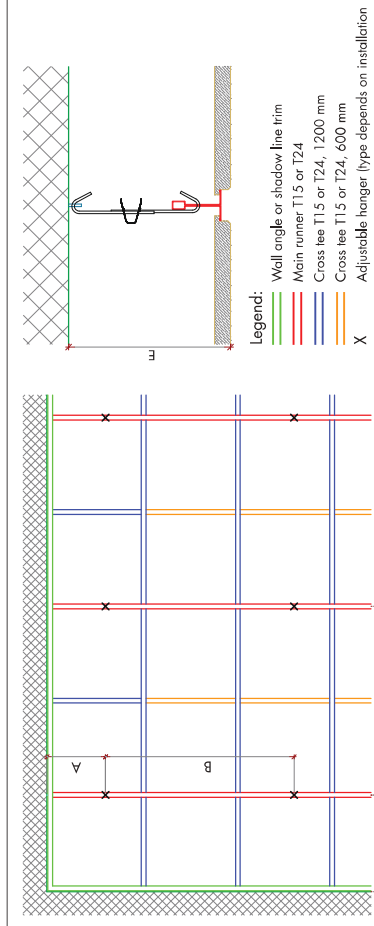 A
B
E
Legend:
Wall angle or shadow line trim
Main runner T15 or T24
Cross tee T15 or T24, 1200 mm
Cross tee T15 or T24, 600 mm
X Adjustable hanger (type depends on installation